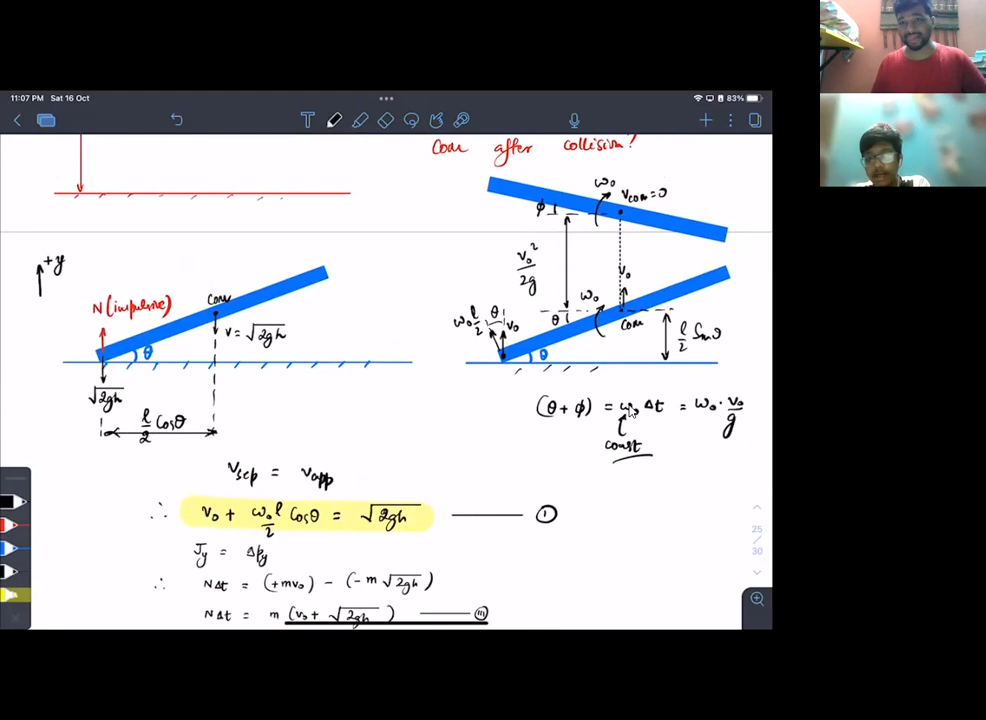 11:07 PM Sat 16 Oct
83%
Com after collision?
ω₀
v_com = 0
φ
v₀²/2g
v₀
ω₀
θ
com
ω₀ l/2
θ
v₀
θ
l/2 Sinθ
+y
N (impulsive)
com
v = √2gh
θ
√2gh
l/2 Cosθ
(θ + φ) = ω₀ Δt = ω₀ · v₀/g
const
v_sep = v_app
∴ v₀ + ω₀ l/2 Cosθ = √2gh ——— ①
J_y = Δp_y
∴ NΔt = (+mv₀) − (−m√2gh)
NΔt = m (v₀ + √2gh) ——— ⑪
25
/
30